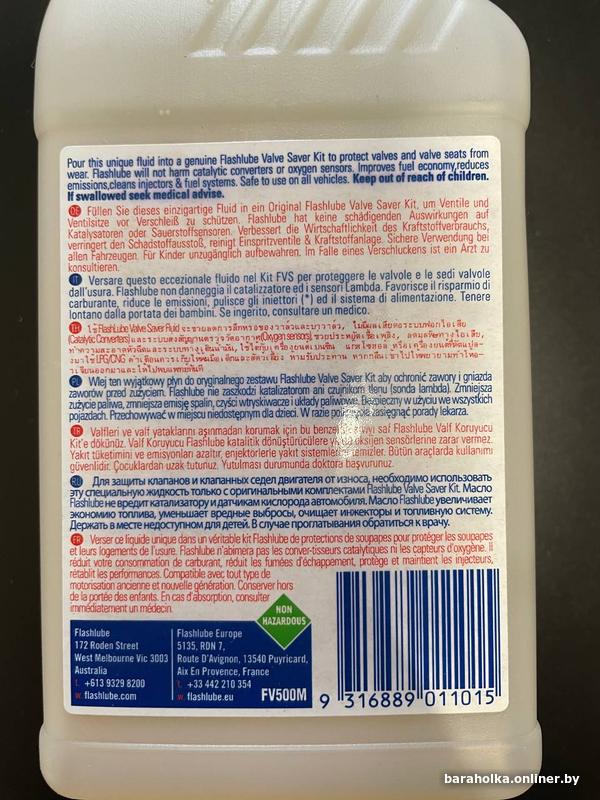 Pour this unique fluid into a genuine Flashlube Valve Saver Kit to protect valves and valve seats from
wear. Flashlube will not harm catalytic converters or oxygen sensors. Improves fuel economy,reduces
emissions,cleans injectors & fuel systems. Safe to use on all vehicles. Keep out of reach of children.
If swallowed seek medical advise.
DE Füllen Sie dieses einzigartige Fluid in ein Original Flashlube Valve Saver Kit, um Ventile und
Ventilsitze vor Verschleiß zu schützen. Flashlube hat keine schädigenden Auswirkungen auf
Katalysatoren oder Sauerstoffsensoren. Verbessert die Wirtschaftlichkeit des Kraftstoffverbrauchs,
verringert den Schadstoffausstoß, reinigt Einspritzventile & Kraftstoffanlage. Sichere Verwendung bei
allen Fahrzeugen. Für Kinder unzugänglich aufbewahren. Im Falle eines Verschluckens ist ein Arzt zu
konsultieren.
IT Versare questo eccezionale fluido nel Kit FVS per proteggere le valvole e le sedi valvole
dall'usura. Flashlube non danneggia il catalizzatore ed i sensori Lambda. Favorisce il risparmio di
carburante, riduce le emissioni, pulisce gli iniettori (*) ed il sistema di alimentazione. Tenere
lontano dalla portata dei bambini. Se ingerito, consultare un medico.
TH ใช้ Flashlube Valve Saver Fluid
(Catalytic Converters) (Oxygen sensors)
LPG/CNG
PL Wlej ten wyjątkowy płyn do oryginalnego zestawu Flashlube Valve Saver Kit aby ochronić zawory i gniazda
zaworów przed zużyciem. Flashlube nie zaszkodzi katalizatorom ani czujnikom tlenu (sonda lambda). Zmniejsza
zużycie paliwa, zmniejsza emisję spalin, czyści wtryskiwacze i układy paliwowe. Bezpieczny w użyciu we wszystkich
pojazdach. Przechowywać w miejscu niedostępnym dla dzieci. W razie połknięcia zasięgnąć porady lekarza.
TR Valfleri ve valf yataklarını aşınmadan korumak için bu benzersiz sıvıyı Flashlube Valf Koruyucu
Kit'e dökünüz. Valf Koruyucu Flashlube katalitik dönüştürücülere veya oksijen sensörlerine zarar vermez.
Yakıt tüketimini ve emisyonları azaltır, enjektörlerle yakıt sistemlerini temizler. Bütün araçlarda kullanımı
güvenlidir. Çocuklardan uzak tutunuz. Yutulması durumunda doktora başvurunuz.
RU Для защиты клапанов и клапанных седел двигателя от износа, необходимо использовать
эту специальную жидкость только с оригинальными комплектами Flashlube Valve Saver Kit. Масло
Flashlube не вредит катализатору и датчикам кислорода автомобиля. Масло Flashlube увеличивает
экономию топлива, уменьшает вредные выбросы, очищает инжекторы и топливную систему.
Держать в месте недоступном для детей. В случае проглатывания обратиться к врачу.
FR Verser ce liquide unique dans un véritable kit Flashlube de protections de soupapes pour protéger les soupapes
et leurs logements de l'usure. Flashlube n'abimera pas les conver-tisseurs catalytiques ni les capteurs d'oxygène. Il
réduit votre consommation de carburant, réduit les fumées d'échappement, protège et maintient les injecteurs,
rétablit les performances. Compatible avec tout type de
motorisation ancienne et nouvelle génération. Conserver hors
de la portée des enfants. En cas d'absorption, consulter
immédiatement un médecin.
NON
HAZARDOUS
Flashlube
172 Roden Street
West Melbourne Vic 3003
Australia
t. +613 9329 8200
w. flashlube.com
Flashlube Europe
5135, RDN 7,
Route D'Avignon, 13540 Puyricard,
Aix En Provence, France
t. +33 442 210 354
w. flashlube.eu
FV500M
9 316889 011015
baraholka.onliner.by